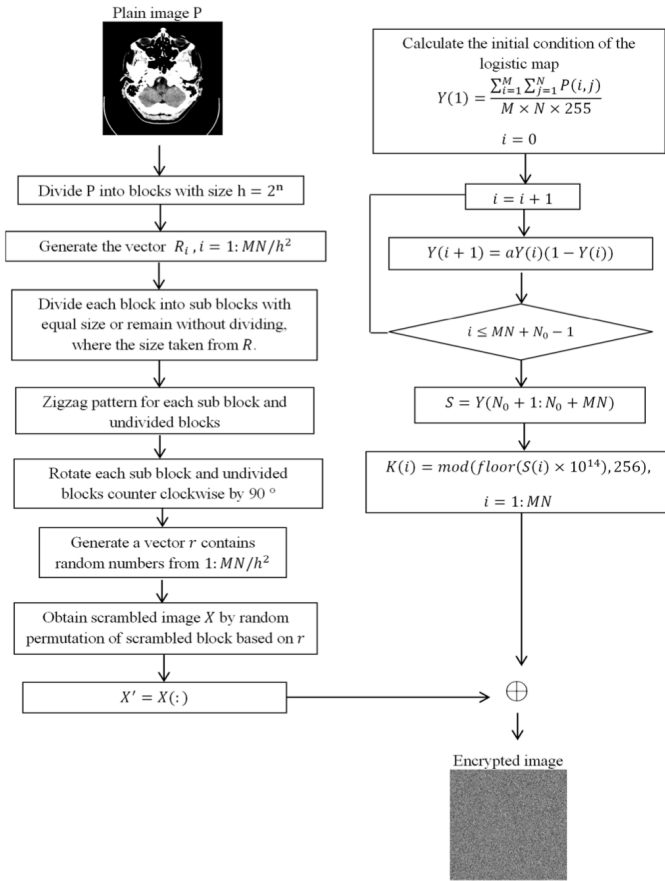 Plain image P
Divide P into blocks with size h = 2ⁿ
Generate the vector R_i , i = 1: MN/h²
Divide each block into sub blocks with
equal size or remain without dividing,
where the size taken from R.
Zigzag pattern for each sub block and
undivided blocks
Rotate each sub block and undivided
blocks counter clockwise by 90 °
Generate a vector r contains
random numbers from 1: MN/h²
Obtain scrambled image X by random
permutation of scrambled block based on r
X′ = X(:)
Calculate the initial condition of the
logistic map
Y(1) = ∑_{i=1}^{M} ∑_{j=1}^{N} P(i, j) / M × N × 255
i = 0
i = i + 1
Y(i + 1) = aY(i)(1 − Y(i))
i ≤ MN + N₀ − 1
S = Y(N₀ + 1: N₀ + MN)
K(i) = mod(floor(S(i) × 10¹⁴), 256),
i = 1: MN
⊕
Encrypted image